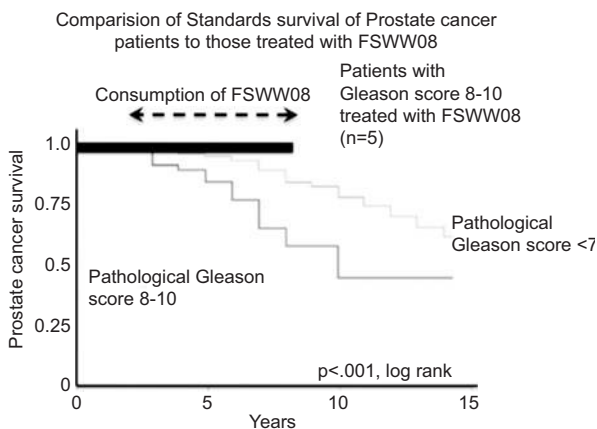 Comparision of Standards survival of Prostate cancer
patients to those treated with FSWW08
Consumption of FSWW08
Patients with
Gleason score 8-10
treated with FSWW08
(n=5)
Prostate cancer survival
1.0
0.75
0.5
0.25
0
Pathological
Gleason score <7
Pathological Gleason
score 8-10
p<.001, log rank
0
5
10
15
Years